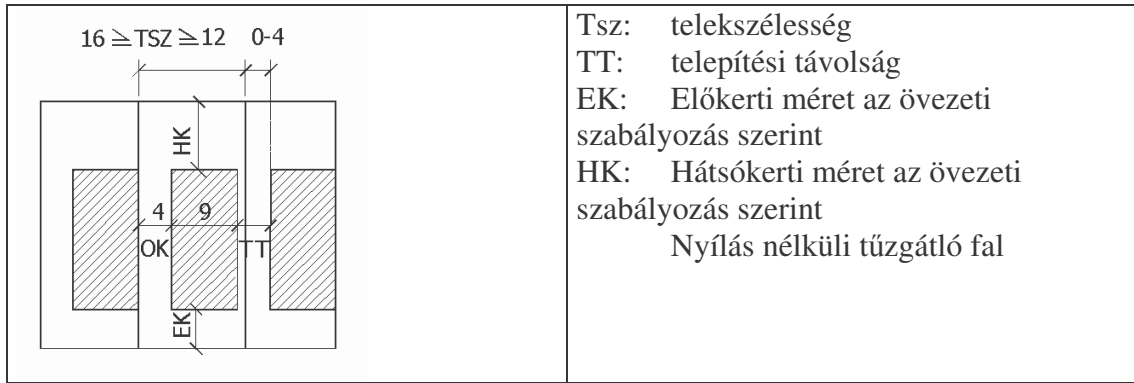 16 ≧TSZ ≧12 0-4
HK
4 9
OK TT
EK
Tsz: telekszélesség
TT: telepítési távolság
EK: Előkerti méret az övezeti
szabályozás szerint
HK: Hátsókerti méret az övezeti
szabályozás szerint
Nyílás nélküli tűzgátló fal